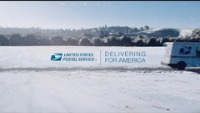 UNITED STATES
POSTAL SERVICE
DELIVERING
FOR AMERICA